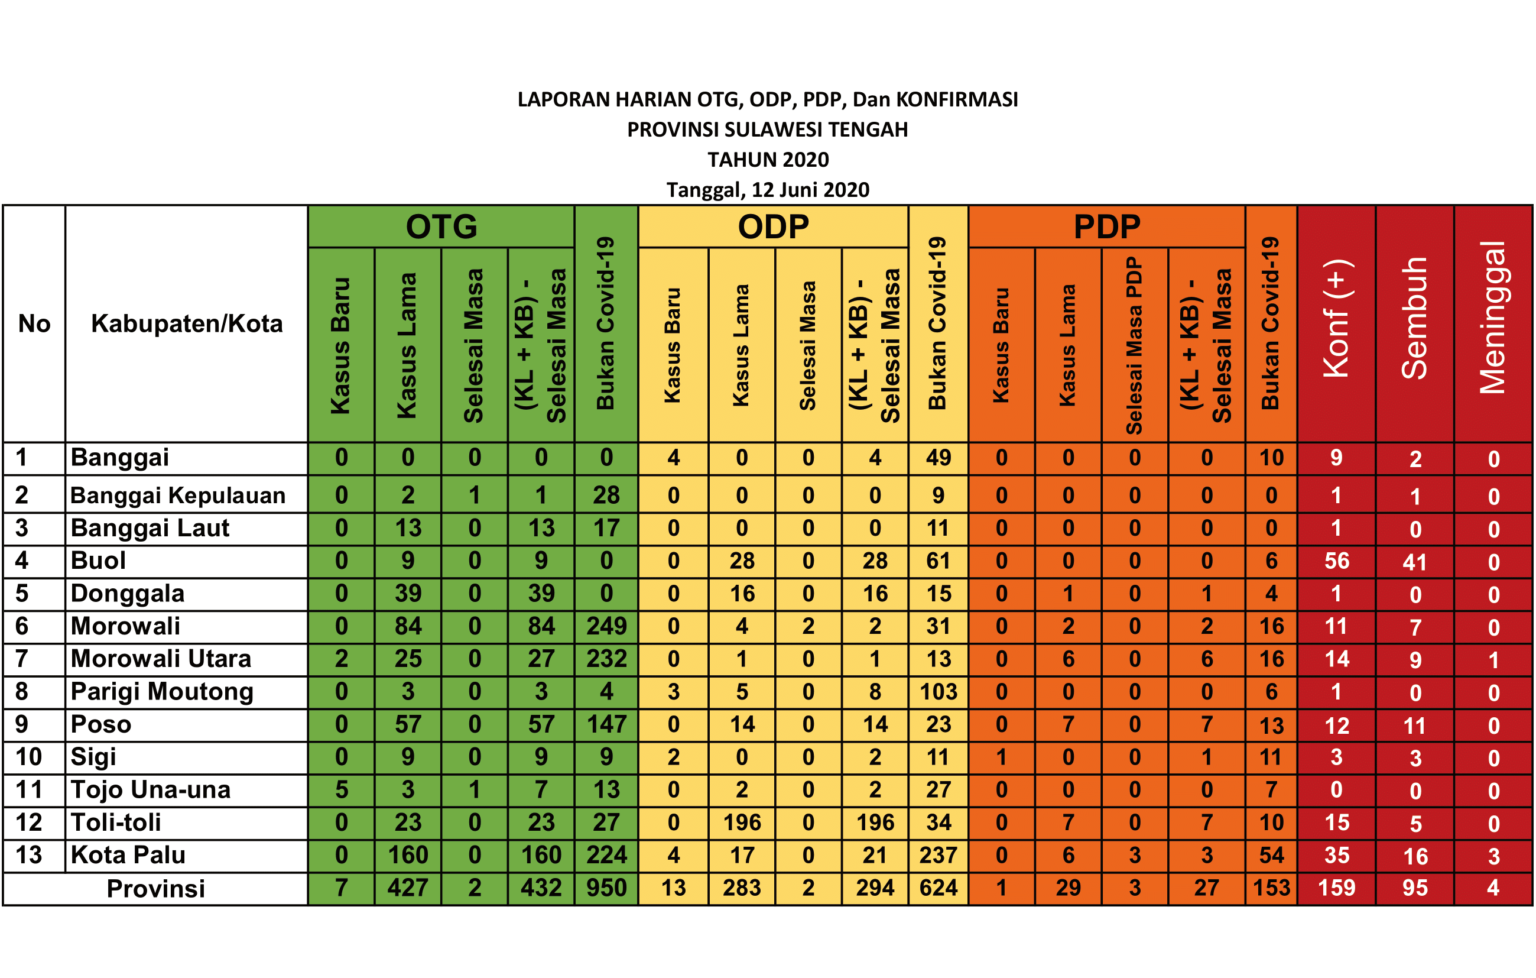 LAPORAN HARIAN OTG, ODP, PDP, Dan KONFIRMASI
PROVINSI SULAWESI TENGAH
TAHUN 2020
Tanggal, 12 Juni 2020
No Kabupaten/Kota OTG Bukan Covid-19 ODP Bukan Covid-19 PDP Bukan Covid-19 Konf (+) Sembuh Meninggal
Kasus Baru Kasus Lama Selesai Masa (KL + KB) - Selesai Masa Kasus Baru Kasus Lama Selesai Masa (KL + KB) - Selesai Masa Kasus Baru Kasus Lama Selesai Masa PDP (KL + KB) - Selesai Masa
1 Banggai 0 0 0 0 0 4 0 0 4 49 0 0 0 0 10 9 2 0
2 Banggai Kepulauan 0 2 1 1 28 0 0 0 0 9 0 0 0 0 0 1 1 0
3 Banggai Laut 0 13 0 13 17 0 0 0 0 11 0 0 0 0 0 1 0 0
4 Buol 0 9 0 9 0 0 28 0 28 61 0 0 0 0 6 56 41 0
5 Donggala 0 39 0 39 0 0 16 0 16 15 0 1 0 1 4 1 0 0
6 Morowali 0 84 0 84 249 0 4 2 2 31 0 2 0 2 16 11 7 0
7 Morowali Utara 2 25 0 27 232 0 1 0 1 13 0 6 0 6 16 14 9 1
8 Parigi Moutong 0 3 0 3 4 3 5 0 8 103 0 0 0 0 6 1 0 0
9 Poso 0 57 0 57 147 0 14 0 14 23 0 7 0 7 13 12 11 0
10 Sigi 0 9 0 9 9 2 0 0 2 11 1 0 0 1 11 3 3 0
11 Tojo Una-una 5 3 1 7 13 0 2 0 2 27 0 0 0 0 7 0 0 0
12 Toli-toli 0 23 0 23 27 0 196 0 196 34 0 7 0 7 10 15 5 0
13 Kota Palu 0 160 0 160 224 4 17 0 21 237 0 6 3 3 54 35 16 3
Provinsi 7 427 2 432 950 13 283 2 294 624 1 29 3 27 153 159 95 4